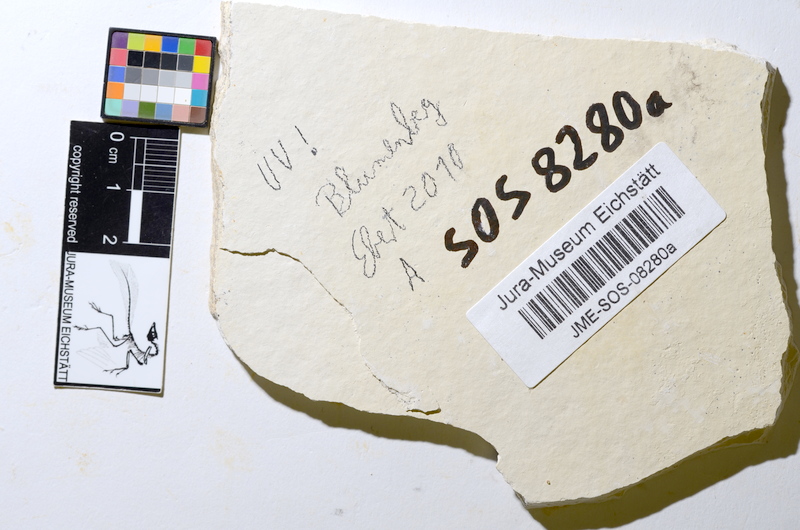 0
cm
1
2
copyright reserved
JURA-MUSEUM EICHSTÄTT
UV!
Blumenberg
Ebert 2010
A
SOS 8280a
Jura-Museum Eichstätt
JME-SOS-08280a